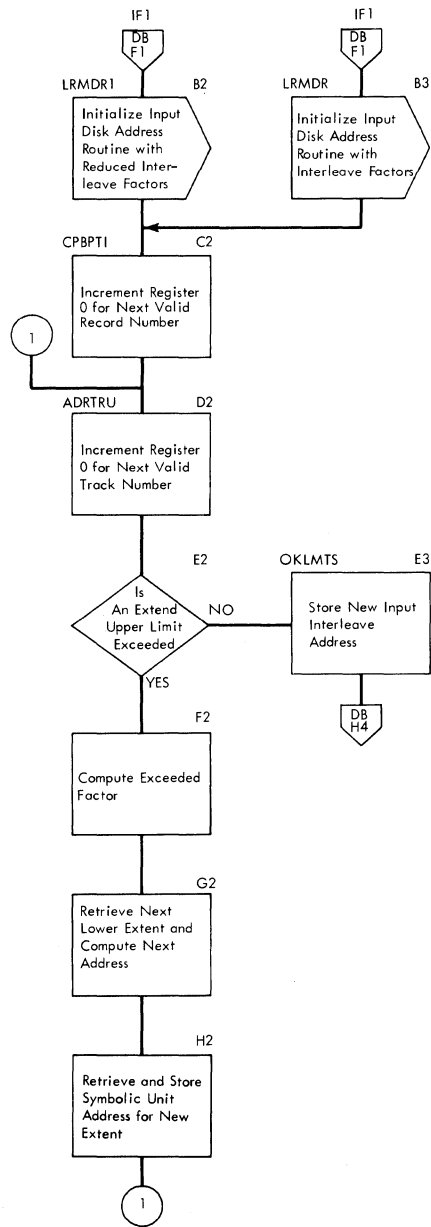 IF1
IF1
DB
F1
DB
F1
LRMDR1
B2
LRMDR
B3
Initialize Input
Disk Address
Routine with
Reduced Inter-
leave Factors
Initialize Input
Disk Address
Routine with
Interleave Factors
CPBPTI
C2
Increment Register
0 for Next Valid
Record Number
1
ADRTRU
D2
Increment Register
0 for Next Valid
Track Number
E2
Is
An Extend
Upper Limit
Exceeded
NO
YES
OKLMTS
E3
Store New Input
Interleave
Address
DB
H4
F2
Compute Exceeded
Factor
G2
Retrieve Next
Lower Extent and
Compute Next
Address
H2
Retrieve and Store
Symbolic Unit
Address for New
Extent
1